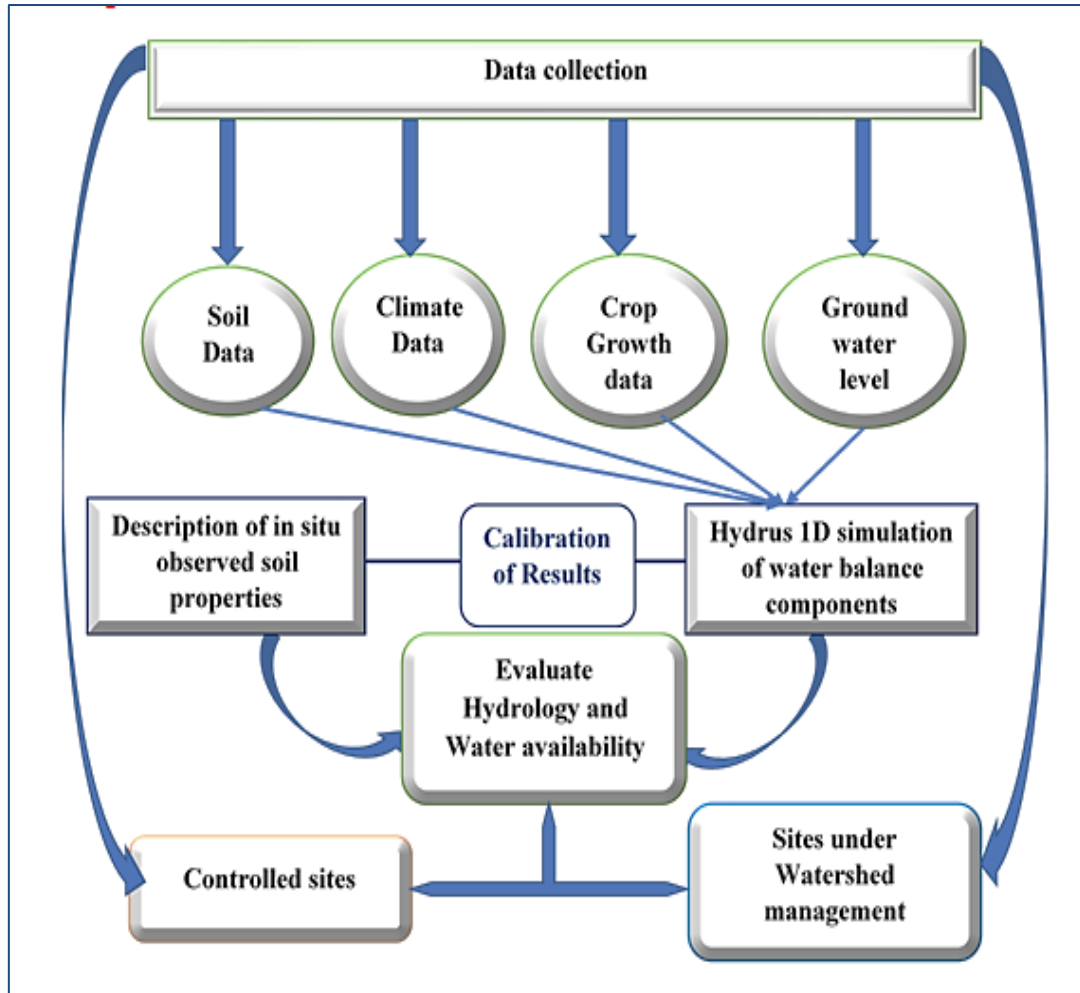 Data collection
Soil
Data
Climate
Data
Crop
Growth
data
Ground
water
level
Description of in situ
observed soil
properties
Calibration
of Results
Hydrus 1D simulation
of water balance
components
Evaluate
Hydrology and
Water availability
Controlled sites
Sites under
Watershed
management